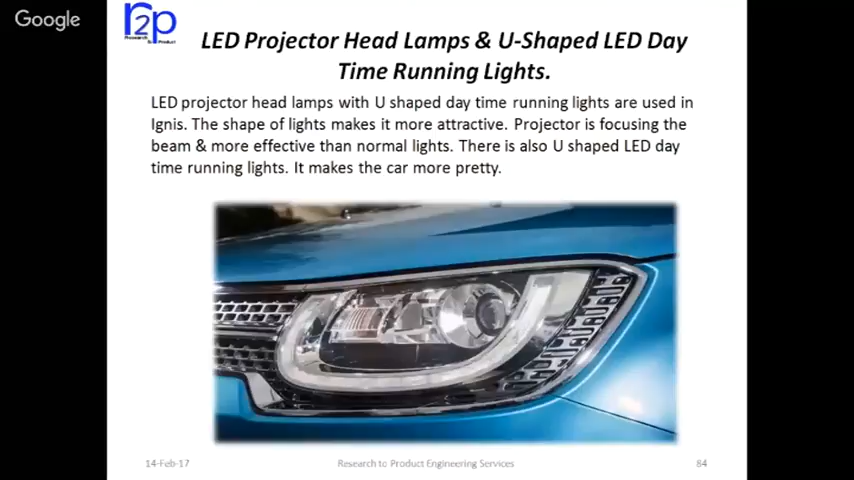 Google
r2p
Research to Product
LED Projector Head Lamps & U-Shaped LED Day
Time Running Lights.
LED projector head lamps with U shaped day time running lights are used in
Ignis. The shape of lights makes it more attractive. Projector is focusing the
beam & more effective than normal lights. There is also U shaped LED day
time running lights. It makes the car more pretty.
14-Feb-17
Research to Product Engineering Services
84